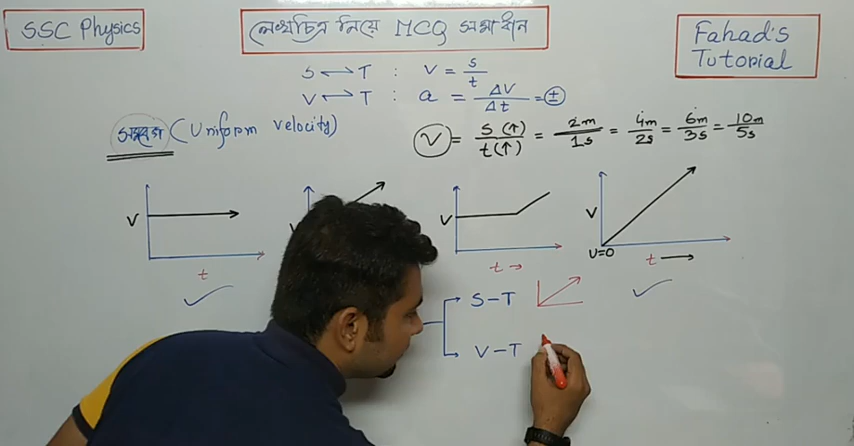 SSC Physics
লেখচিত্র নিয়ে MCQ সমাধান
Fahad's
Tutorial
S ⟷ T : v = s/t
V ⟷ T : a = ΔV/Δt = ±
(Uniform velocity)
V = S(↑)/t(↑) = 2m/1s = 4m/2s = 6m/3s = 10m/5s
V
t
✓
V
t →
V
U=0
t →
✓
S-T
V-T